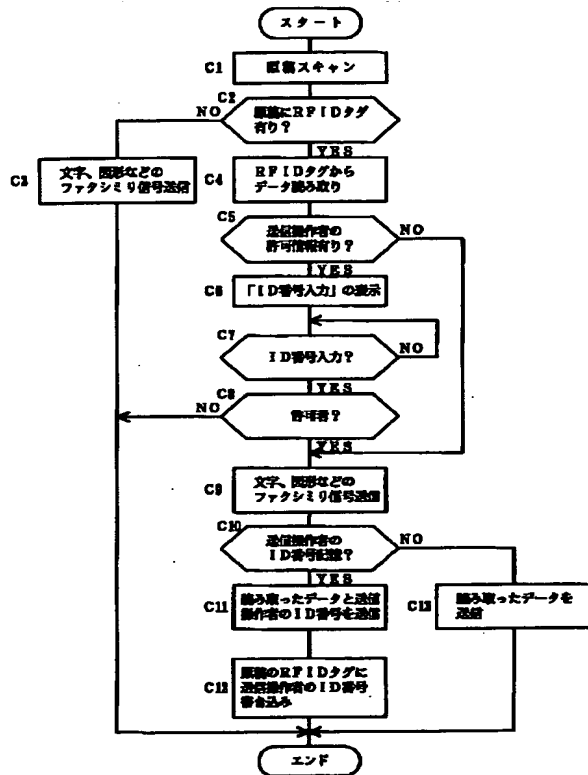 スタート
C1
原稿スキャン
C2
NO
原稿にRFIDタグ
有り?
YES
C3
文字、図形などの
ファクシミリ信号送信
C4
RFIDタグから
データ読み取り
C5
送信操作者の
許可情報有り?
NO
YES
C6
「ID番号入力」の表示
C7
ID番号入力?
NO
YES
C8
NO
許可者?
YES
C9
文字、図形などの
ファクシミリ信号送信
C10
送信操作者の
ID番号記憶?
NO
YES
C11
読み取ったデータと送信
操作者のID番号を送信
C13
読み取ったデータを
送信
C12
原稿のRFIDタグに
送信操作者のID番号
書き込み
エンド